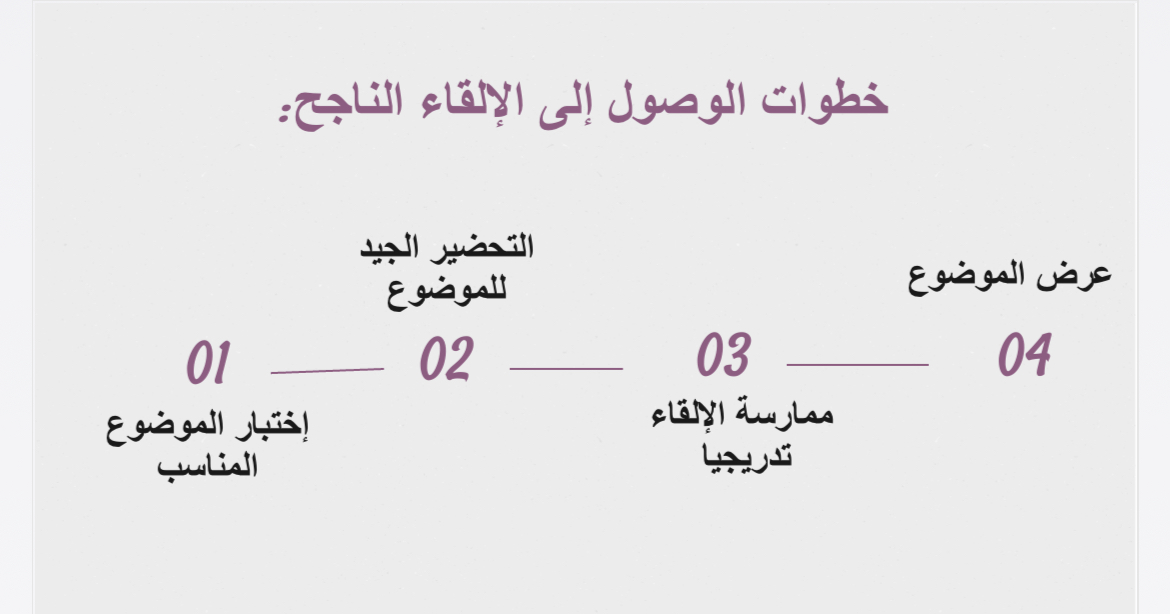 خطوات الوصول إلى الإلقاء الناجح:
01
إختبار الموضوع
المناسب
التحضير الجيد
للموضوع
02
03
ممارسة الإلقاء
تدريجيا
عرض الموضوع
04